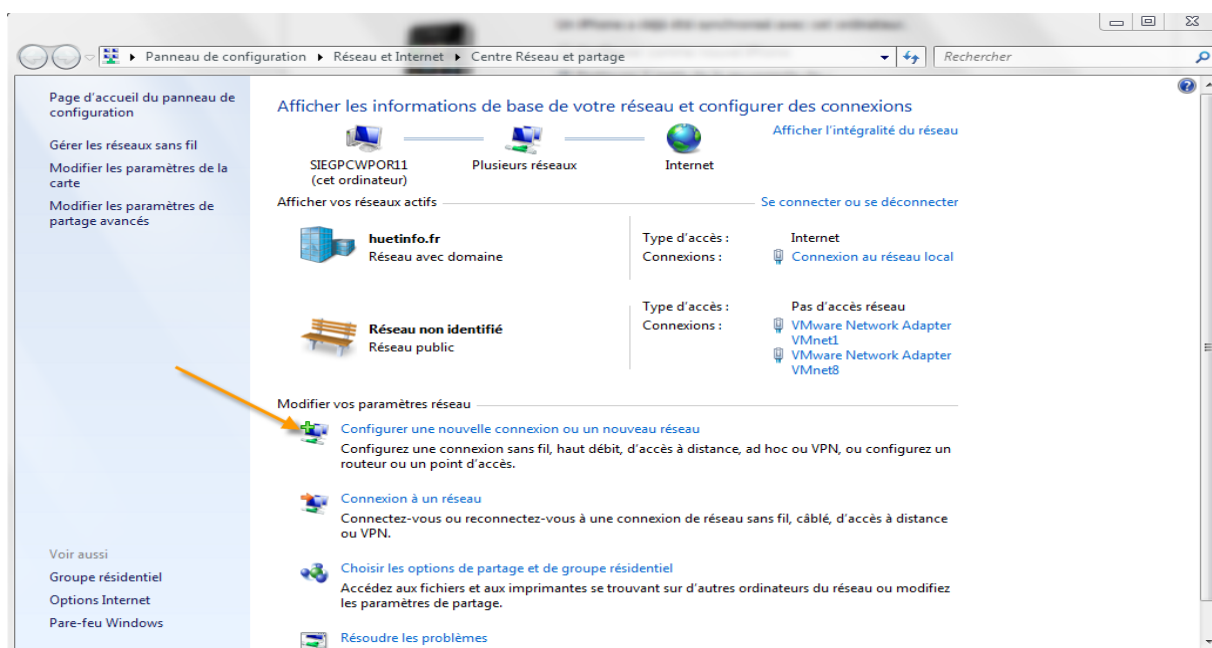 Un iPhone a déjà été synchronisé avec cet ordinateur.
Panneau de configuration ▸ Réseau et Internet ▸ Centre Réseau et partage
Rechercher
Page d'accueil du panneau de
configuration
Gérer les réseaux sans fil
Modifier les paramètres de la
carte
Modifier les paramètres de
partage avancés
Voir aussi
Groupe résidentiel
Options Internet
Pare-feu Windows
Afficher les informations de base de votre réseau et configurer des connexions
Afficher l'intégralité du réseau
SIEGPCWPOR11
(cet ordinateur)
Plusieurs réseaux
Internet
Afficher vos réseaux actifs
Se connecter ou se déconnecter
huetinfo.fr
Réseau avec domaine
Type d'accès : Internet
Connexions : Connexion au réseau local
Réseau non identifié
Réseau public
Type d'accès : Pas d'accès réseau
Connexions : VMware Network Adapter
VMnet1
VMware Network Adapter
VMnet8
Modifier vos paramètres réseau
Configurer une nouvelle connexion ou un nouveau réseau
Configurez une connexion sans fil, haut débit, d'accès à distance, ad hoc ou VPN, ou configurez un
routeur ou un point d'accès.
Connexion à un réseau
Connectez-vous ou reconnectez-vous à une connexion de réseau sans fil, câblé, d'accès à distance
ou VPN.
Choisir les options de partage et de groupe résidentiel
Accédez aux fichiers et aux imprimantes se trouvant sur d'autres ordinateurs du réseau ou modifiez
les paramètres de partage.
Résoudre les problèmes